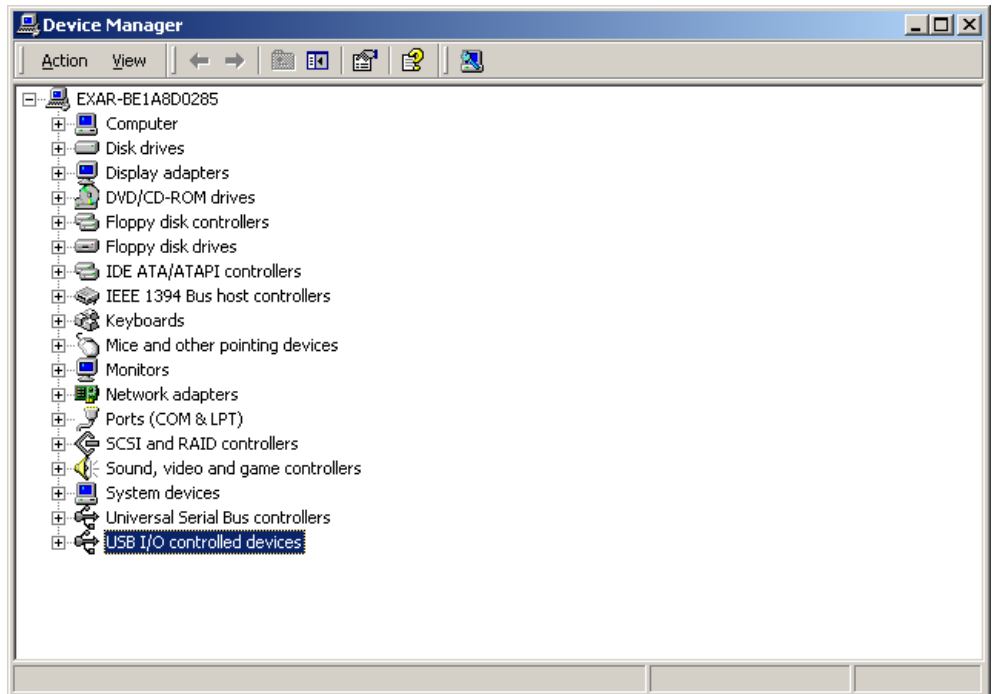 Device Manager
Action View
EXAR-BE1A8D0285
Computer
Disk drives
Display adapters
DVD/CD-ROM drives
Floppy disk controllers
Floppy disk drives
IDE ATA/ATAPI controllers
IEEE 1394 Bus host controllers
Keyboards
Mice and other pointing devices
Monitors
Network adapters
Ports (COM & LPT)
SCSI and RAID controllers
Sound, video and game controllers
System devices
Universal Serial Bus controllers
USB I/O controlled devices